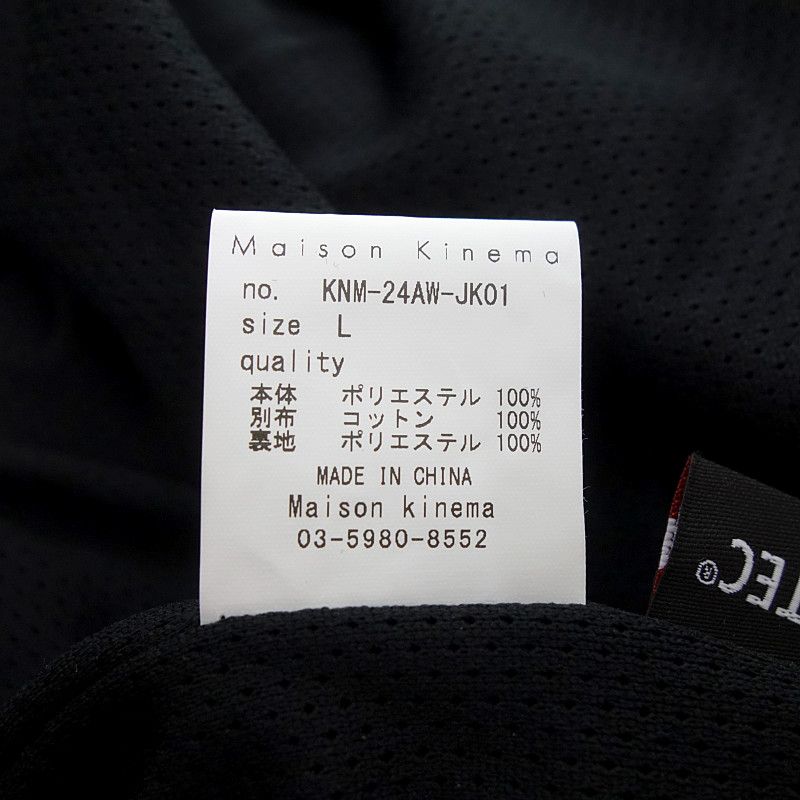 Maison Kinema
no. KNM-24AW-JK01
size L
quality
本体 ポリエステル 100%
別布 コットン 100%
裏地 ポリエステル 100%
MADE IN CHINA
Maison kinema
03-5980-8552
TEC®